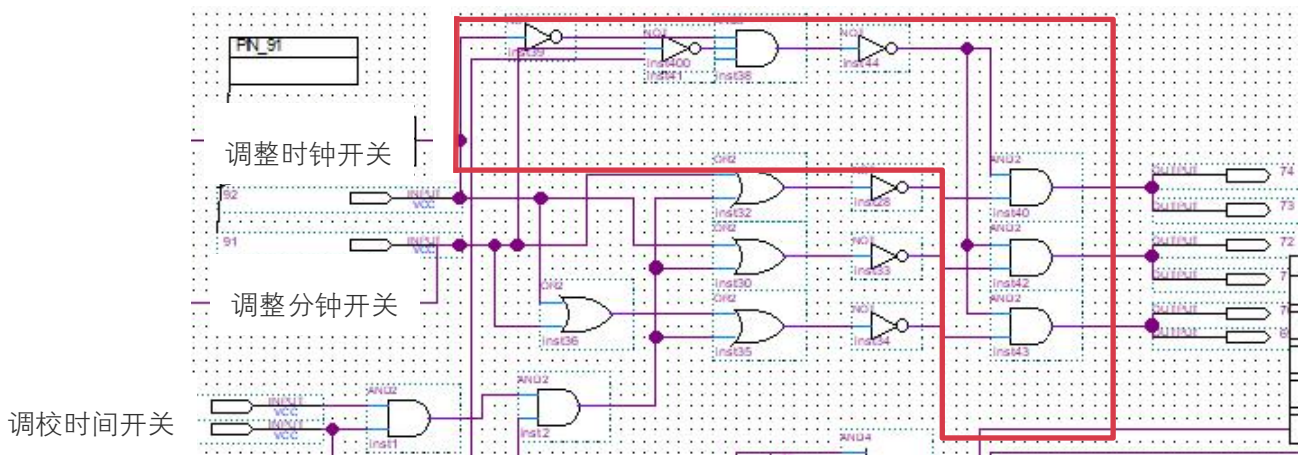 PIN_91
inst39
NOT
inst400
inst41
inst38
NOT
inst44
调整时钟开关
92
INPUT
VCC
OR2
inst32
NOT
inst28
AND2
inst40
OUTPUT
74
OUTPUT
73
91
INPUT
VCC
OR2
inst30
NOT
inst33
AND2
inst42
OUTPUT
72
OUTPUT
调整分钟开关
OR2
inst36
OR2
inst35
NOT
inst34
AND2
inst43
OUTPUT
OUTPUT
调校时间开关
INPUT
VCC
INPUT
VCC
AND2
inst1
AND2
inst2
AND4